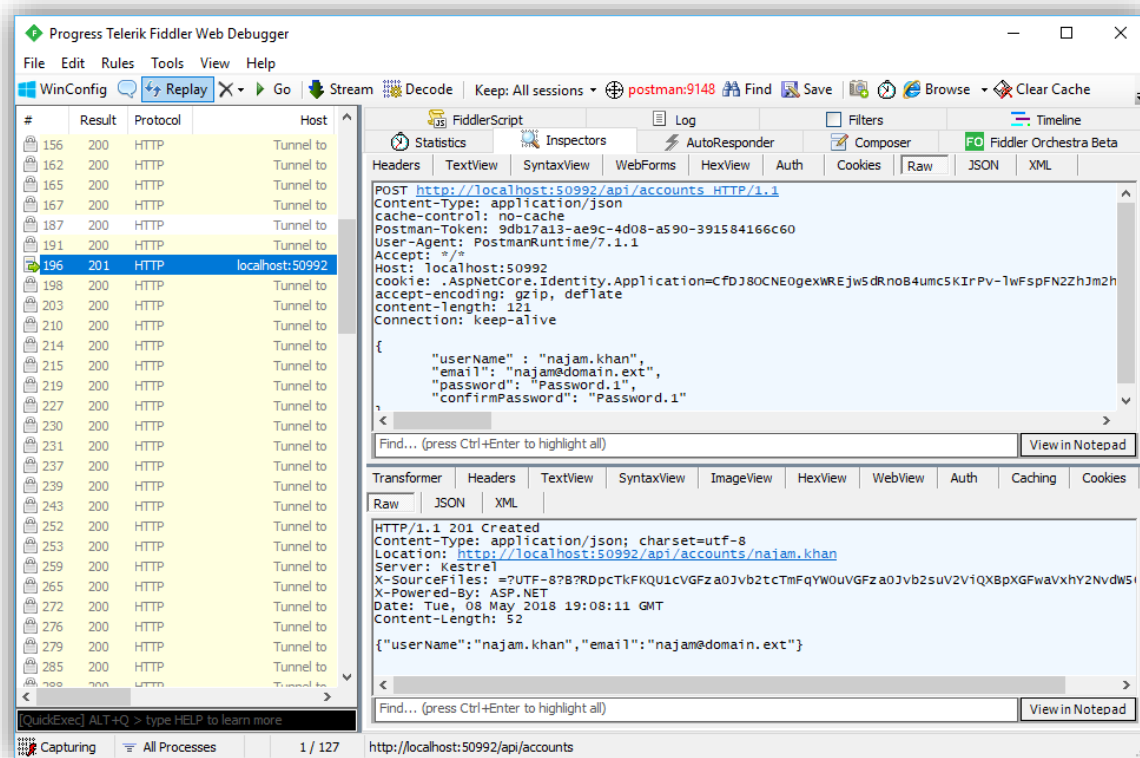 Progress Telerik Fiddler Web Debugger
File Edit Rules Tools View Help
WinConfig Replay Go Stream Decode Keep: All sessions postman:9148 Find Save Browse Clear Cache
# Result Protocol Host
156 200 HTTP Tunnel to
162 200 HTTP Tunnel to
165 200 HTTP Tunnel to
167 200 HTTP Tunnel to
187 200 HTTP Tunnel to
191 200 HTTP Tunnel to
196 201 HTTP localhost:50992
198 200 HTTP Tunnel to
203 200 HTTP Tunnel to
210 200 HTTP Tunnel to
214 200 HTTP Tunnel to
215 200 HTTP Tunnel to
219 200 HTTP Tunnel to
227 200 HTTP Tunnel to
230 200 HTTP Tunnel to
231 200 HTTP Tunnel to
237 200 HTTP Tunnel to
239 200 HTTP Tunnel to
243 200 HTTP Tunnel to
252 200 HTTP Tunnel to
253 200 HTTP Tunnel to
259 200 HTTP Tunnel to
265 200 HTTP Tunnel to
272 200 HTTP Tunnel to
276 200 HTTP Tunnel to
279 200 HTTP Tunnel to
285 200 HTTP Tunnel to
[QuickExec] ALT+Q > type HELP to learn more
FiddlerScript Log Filters Timeline
Statistics Inspectors AutoResponder Composer FO Fiddler Orchestra Beta
Headers TextView SyntaxView WebForms HexView Auth Cookies Raw JSON XML
POST http://localhost:50992/api/accounts HTTP/1.1
Content-Type: application/json
cache-control: no-cache
Postman-Token: 9db17a13-ae9c-4d08-a590-391584166c60
User-Agent: PostmanRuntime/7.1.1
Accept: */*
Host: localhost:50992
cookie: .AspNetCore.Identity.Application=CfDJ8OCNEOgexWREjw5dRnoB4umc5KIrPv-lwFspFN2ZhJm2h
accept-encoding: gzip, deflate
content-length: 121
Connection: keep-alive
{
"userName" : "najam.khan",
"email": "najam@domain.ext",
"password": "Password.1",
"confirmPassword": "Password.1"
Find... (press Ctrl+Enter to highlight all) View in Notepad
Transformer Headers TextView SyntaxView ImageView HexView WebView Auth Caching Cookies
Raw JSON XML
HTTP/1.1 201 Created
Content-Type: application/json; charset=utf-8
Location: http://localhost:50992/api/accounts/najam.khan
Server: Kestrel
X-SourceFiles: =?UTF-8?B?RDpcTkFKQU1cVGFza0Jvb2tcTmFqYW0uVGFza0Jvb2suV2ViQXBpXGFwaVxhY2NvdW50
X-Powered-By: ASP.NET
Date: Tue, 08 May 2018 19:08:11 GMT
Content-Length: 52
{"userName":"najam.khan","email":"najam@domain.ext"}
Find... (press Ctrl+Enter to highlight all) View in Notepad
Capturing All Processes 1 / 127 http://localhost:50992/api/accounts